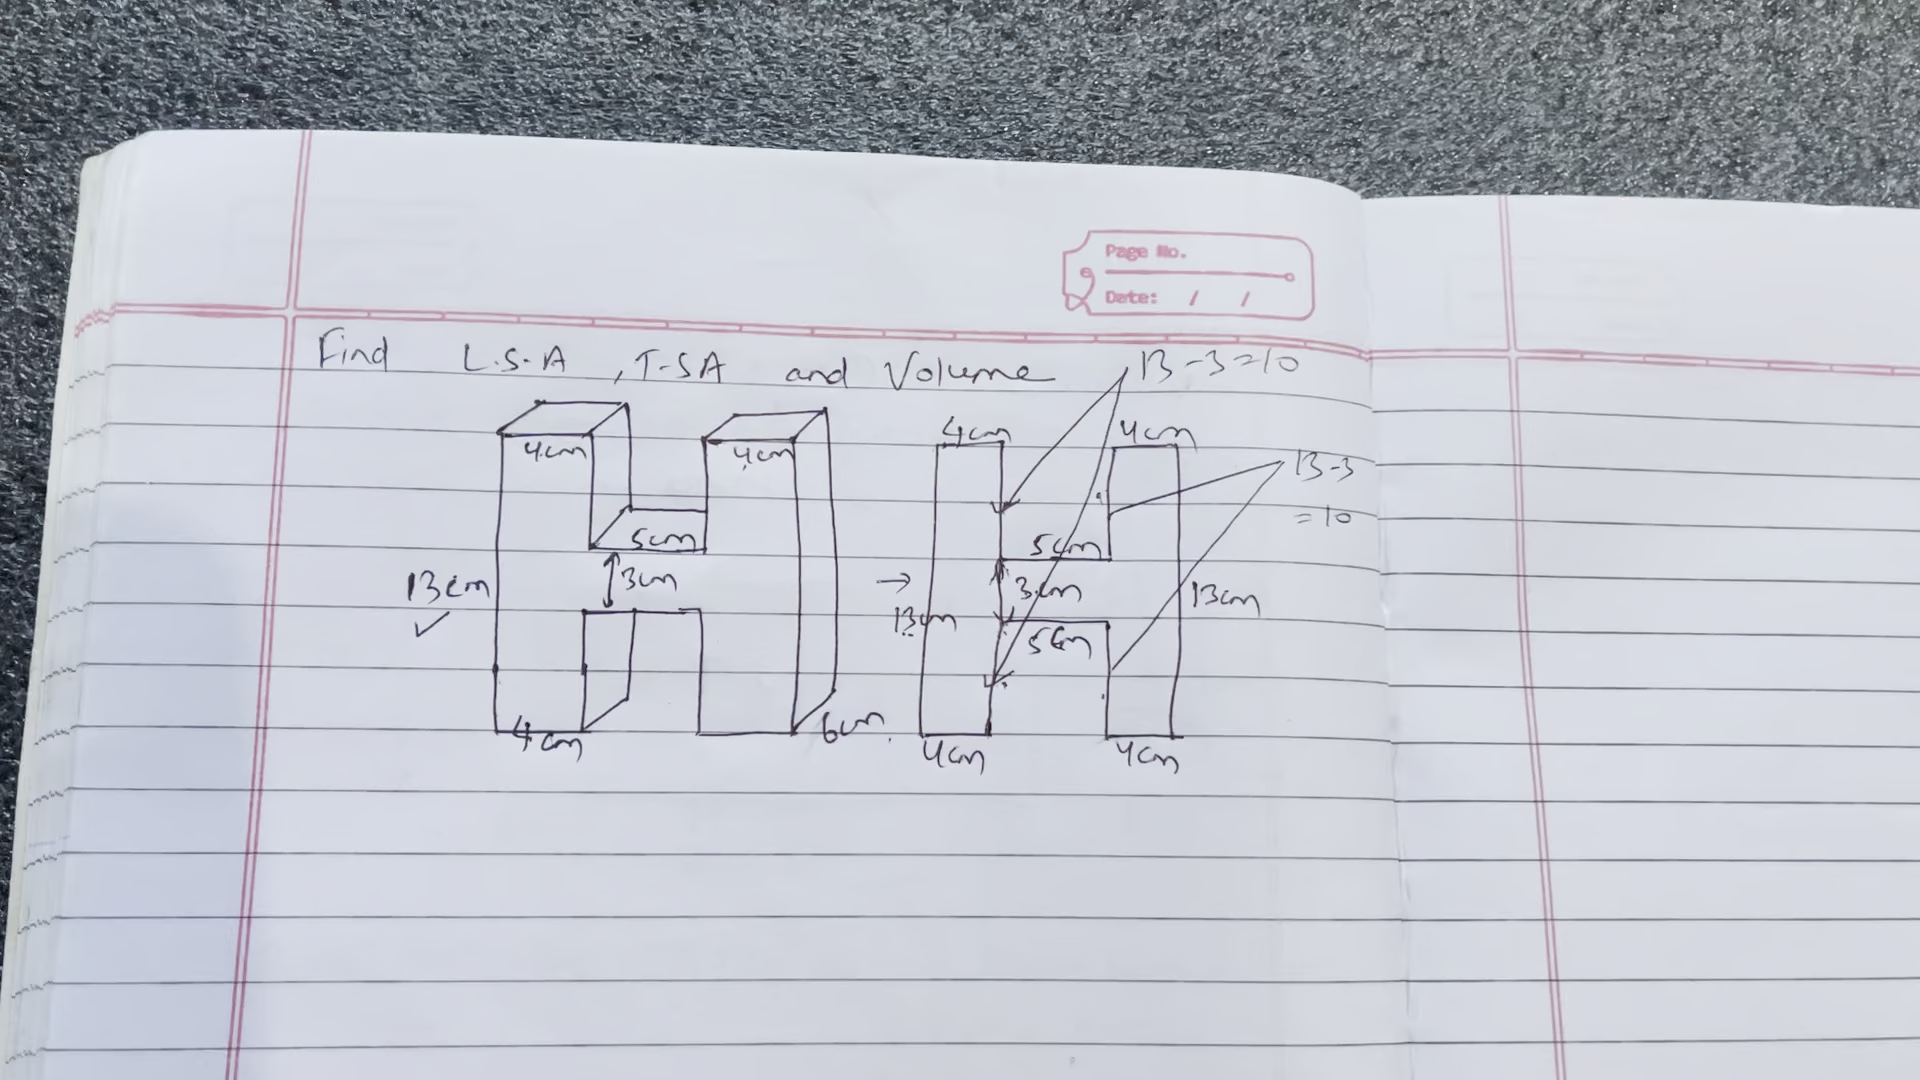 Page No.
Date: / /
Find L.S.A , T-SA and Volume
13-3=10
4cm 4cm 4cm 4cm
13-3
=10
5cm 5cm
13cm 3cm → 3cm 13cm
13cm
5cm
4cm 6cm. 4cm 4cm